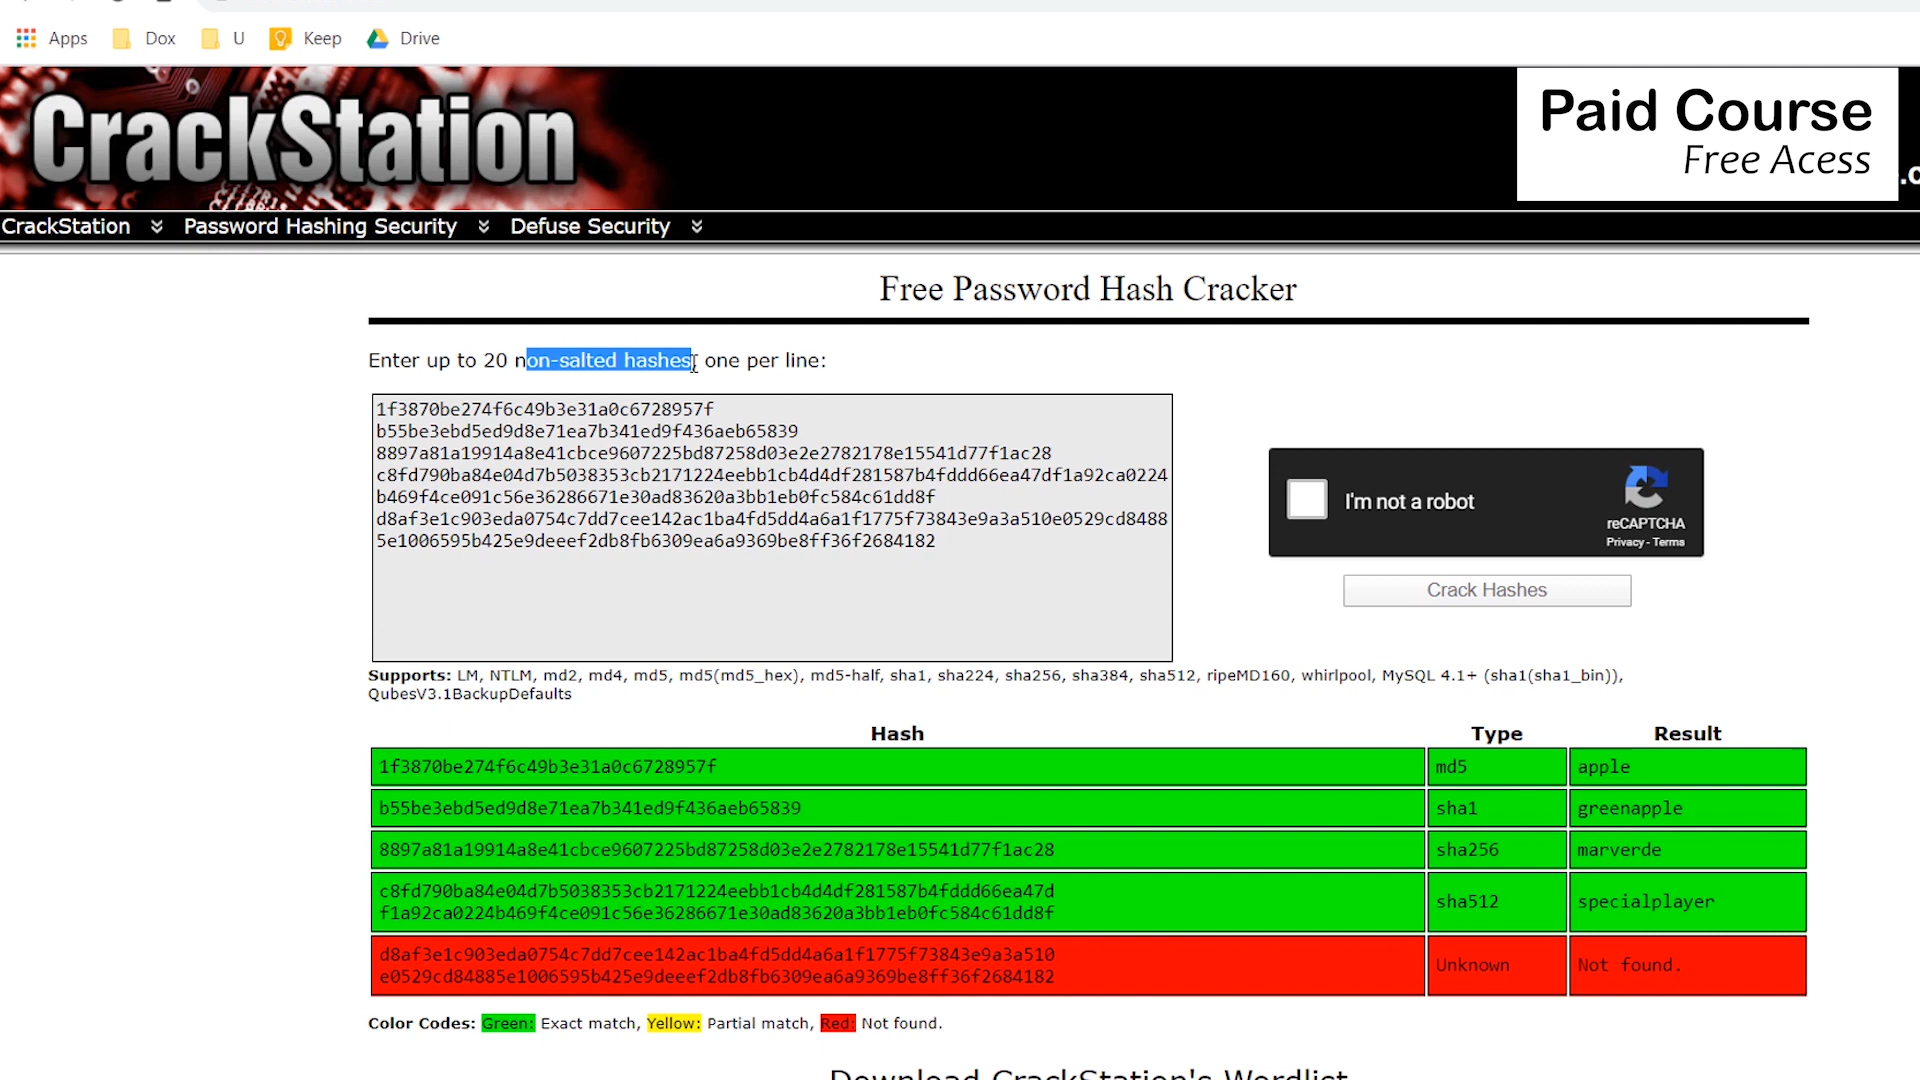 Apps Dox U Keep Drive
CrackStation
Paid Course
Free Acess
CrackStation Password Hashing Security Defuse Security
Free Password Hash Cracker
Enter up to 20 non-salted hashes, one per line:
1f3870be274f6c49b3e31a0c6728957f
b55be3ebd5ed9d8e71ea7b341ed9f436aeb65839
8897a81a19914a8e41cbce9607225bd87258d03e2e2782178e15541d77f1ac28
c8fd790ba84e04d7b5038353cb2171224eebb1cb4d4df281587b4fddd66ea47df1a92ca0224
b469f4ce091c56e36286671e30ad83620a3bb1eb0fc584c61dd8f
d8af3e1c903eda0754c7dd7cee142ac1ba4fd5dd4a6a1f1775f73843e9a3a510e0529cd8488
5e1006595b425e9deeef2db8fb6309ea6a9369be8ff36f2684182
I'm not a robot
reCAPTCHA
Privacy - Terms
Crack Hashes
Supports: LM, NTLM, md2, md4, md5, md5(md5_hex), md5-half, sha1, sha224, sha256, sha384, sha512, ripeMD160, whirlpool, MySQL 4.1+ (sha1(sha1_bin)),
QubesV3.1BackupDefaults
Hash Type Result
1f3870be274f6c49b3e31a0c6728957f md5 apple
b55be3ebd5ed9d8e71ea7b341ed9f436aeb65839 sha1 greenapple
8897a81a19914a8e41cbce9607225bd87258d03e2e2782178e15541d77f1ac28 sha256 marverde
c8fd790ba84e04d7b5038353cb2171224eebb1cb4d4df281587b4fddd66ea47d
f1a92ca0224b469f4ce091c56e36286671e30ad83620a3bb1eb0fc584c61dd8f sha512 specialplayer
d8af3e1c903eda0754c7dd7cee142ac1ba4fd5dd4a6a1f1775f73843e9a3a510
e0529cd84885e1006595b425e9deeef2db8fb6309ea6a9369be8ff36f2684182 Unknown Not found.
Color Codes: Green: Exact match, Yellow: Partial match, Red: Not found.
Download CrackStation's Wordlist